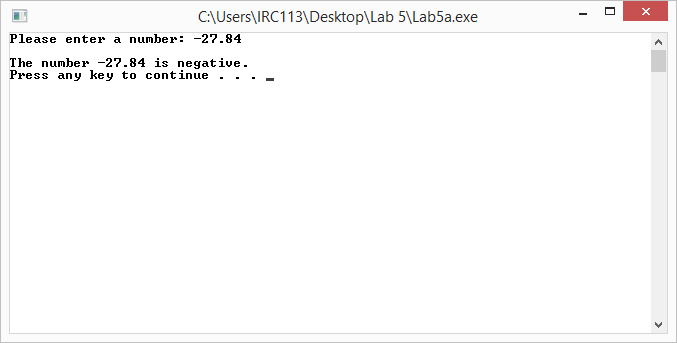 C:\Users\IRC113\Desktop\Lab 5\Lab5a.exe
Please enter a number: -27.84
The number -27.84 is negative.
Press any key to continue . . . _